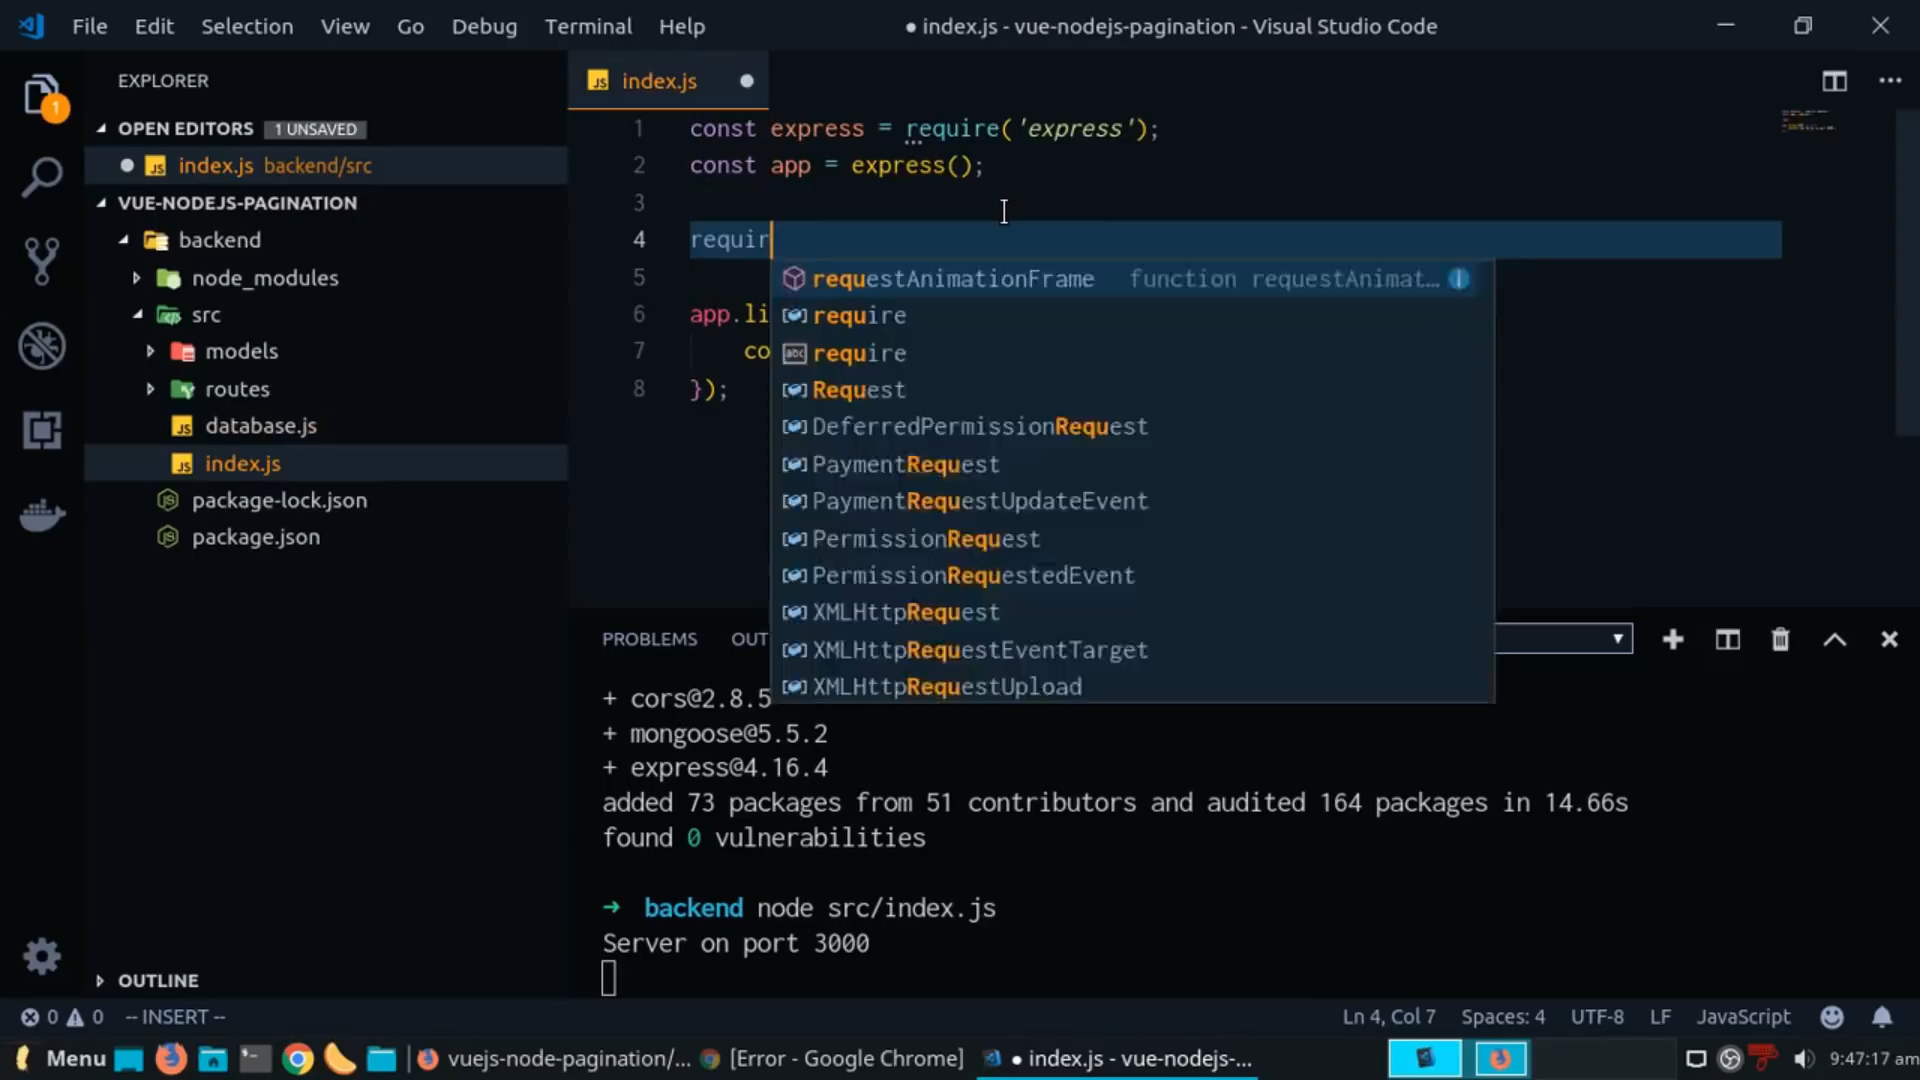 File Edit Selection View Go Debug Terminal Help
● index.js - vue-nodejs-pagination - Visual Studio Code
EXPLORER
OPEN EDITORS 1 UNSAVED
JS index.js backend/src
VUE-NODEJS-PAGINATION
backend
node_modules
src
models
routes
JS database.js
JS index.js
package-lock.json
package.json
OUTLINE
1
JS index.js
1 const express = require('express');
2 const app = express();
3
4 requir
5
6 app.li
7 co
8 });
requestAnimationFrame function requestAnimat…
require
abc require
Request
DeferredPermissionRequest
PaymentRequest
PaymentRequestUpdateEvent
PermissionRequest
PermissionRequestedEvent
XMLHttpRequest
XMLHttpRequestEventTarget
XMLHttpRequestUpload
PROBLEMS OUT
+ cors@2.8.5
+ mongoose@5.5.2
+ express@4.16.4
added 73 packages from 51 contributors and audited 164 packages in 14.66s
found 0 vulnerabilities
➜ backend node src/index.js
Server on port 3000
0 0 -- INSERT --
Ln 4, Col 7 Spaces: 4 UTF-8 LF JavaScript
Menu vuejs-node-pagination/... [Error - Google Chrome] ● index.js - vue-nodejs-... 9:47:17 am